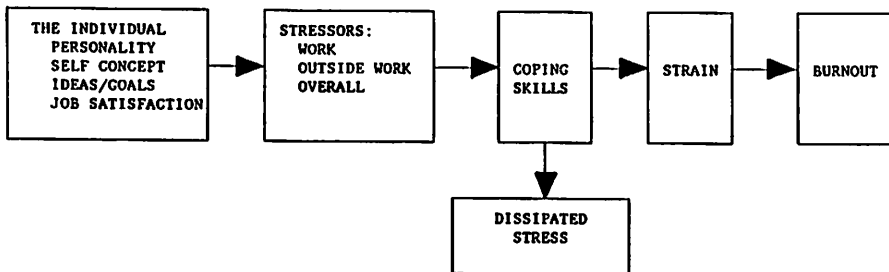 THE INDIVIDUAL
PERSONALITY
SELF CONCEPT
IDEAS/GOALS
JOB SATISFACTION
STRESSORS:
WORK
OUTSIDE WORK
OVERALL
COPING
SKILLS
STRAIN
BURNOUT
DISSIPATED
STRESS